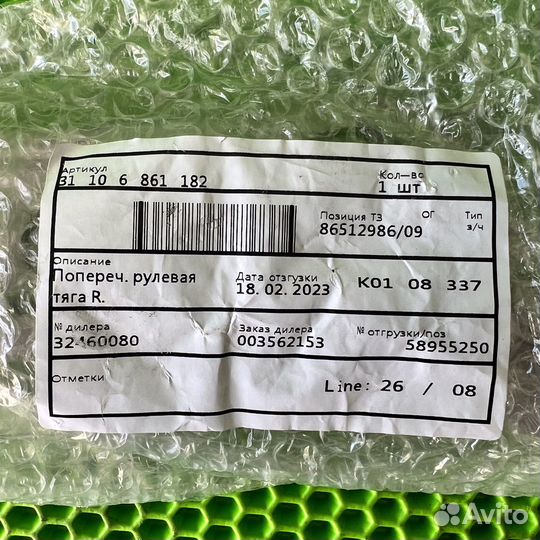 Артикул Кол-во
31 10 6 861 182 1 шт
Позиция ТЗ ОГ Тип
86512986/09 з/ч
Описание
Попереч. рулевая Дата отзгузки K01 08 337
тяга R. 18. 02. 2023
№ дилера Заказ дилера № отгрузки/поз
003562153 58955250
Отметки
Line: 26 / 08
Avito